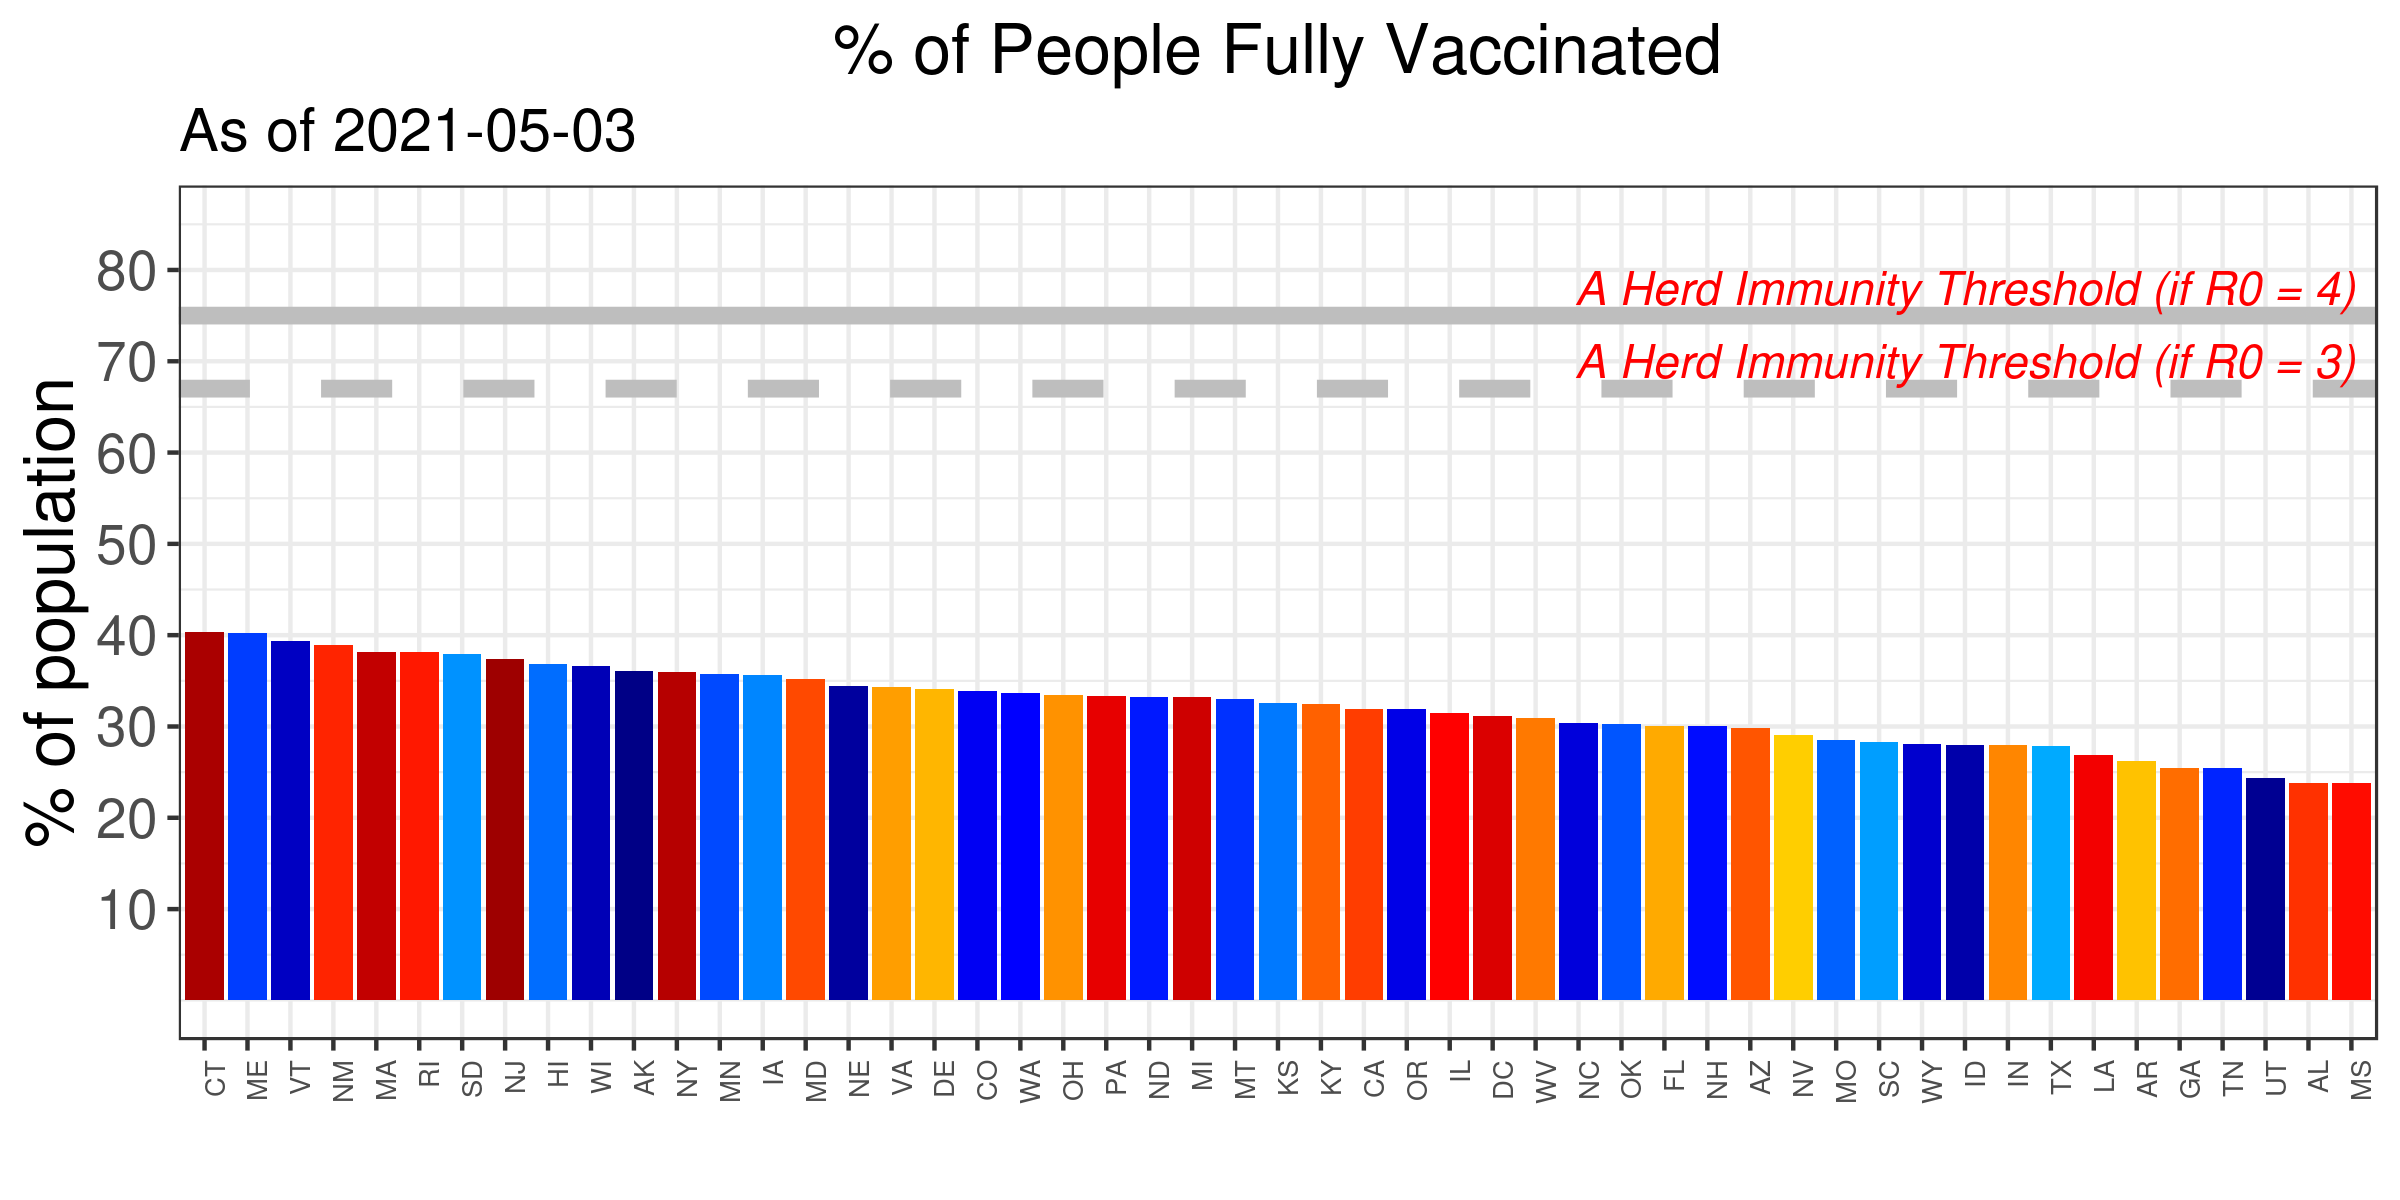 % of People Fully Vaccinated
As of 2021-05-03
% of population
80
70
60
50
40
30
20
10
A Herd Immunity Threshold (if R0 = 4)
A Herd Immunity Threshold (if R0 = 3)
CT ME VT NM MA RI SD NJ HI WI AK NY MN IA MD NE VA DE CO WA OH PA ND MI MT KS KY CA OR IL DC WV NC OK FL NH AZ NV MO SC WY ID IN TX LA AR GA TN UT AL MS